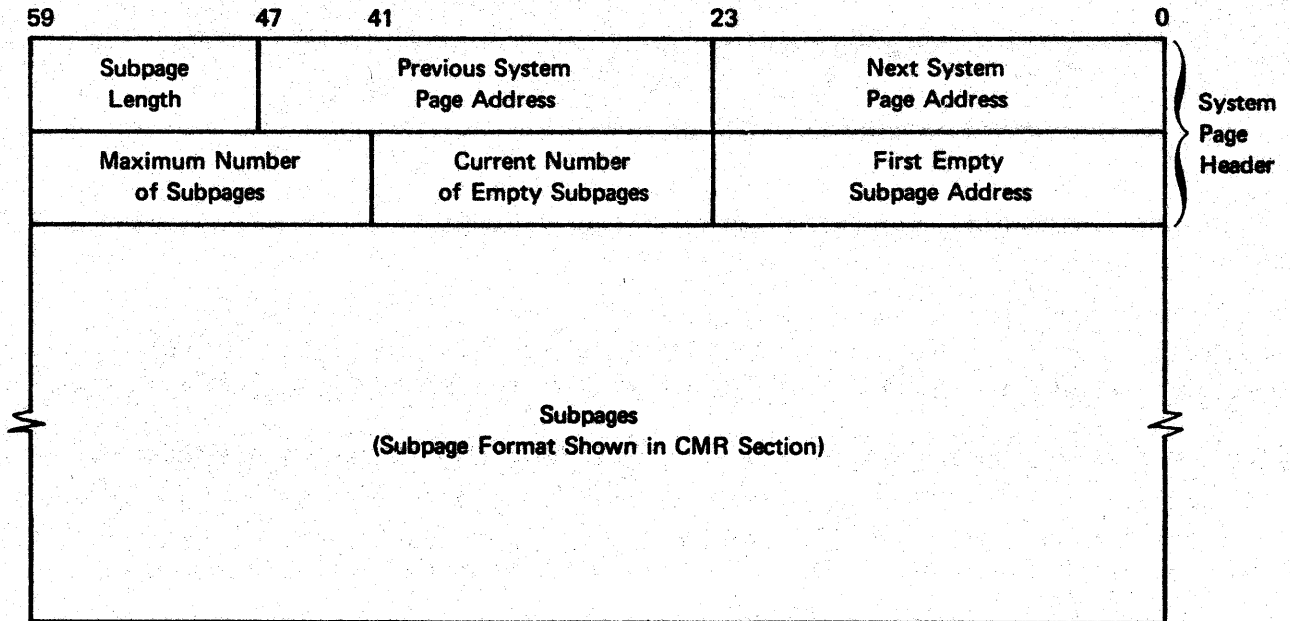 59 47 41 23 0
Subpage
Length
Previous System
Page Address
Next System
Page Address
System
Page
Header
Maximum Number
of Subpages
Current Number
of Empty Subpages
First Empty
Subpage Address
Subpages
(Subpage Format Shown in CMR Section)